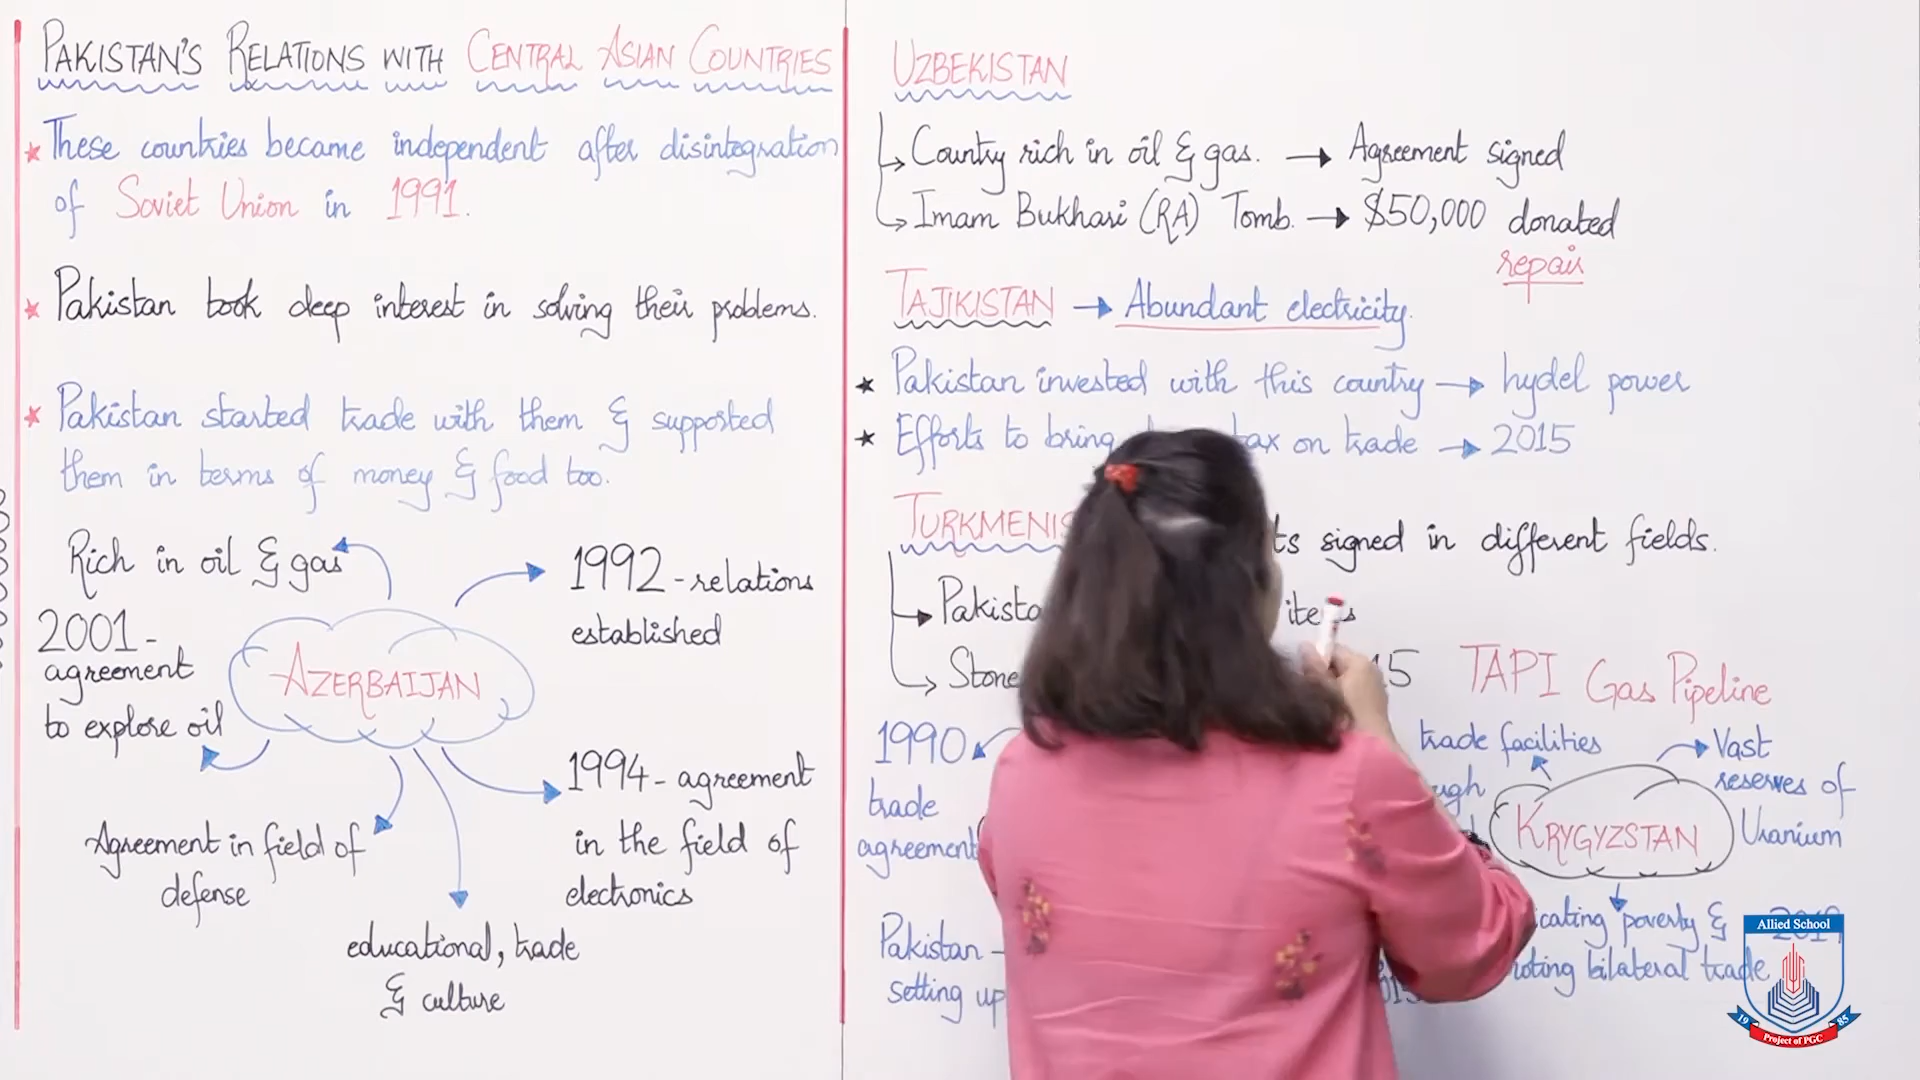 PAKISTAN'S RELATIONS WITH CENTRAL ASIAN COUNTRIES
These countries became independent after disintegration
of Soviet Union in 1991.
Pakistan took deep interest in solving their problems.
Pakistan started trade with them & supported
them in terms of money & food too.
Rich in oil & gas
1992 - relations
established
2001 -
agreement
to explore oil
AZERBAIJAN
1994 - agreement
in the field of
electronics
Agreement in field of
defense
educational, trade
& culture
UZBEKISTAN
Country rich in oil & gas. → Agreement signed
Imam Bukhari (RA) Tomb. → $50,000 donated
repair
TAJIKISTAN → Abundant electricity.
Pakistan invested with this country → hydel power
Efforts to bring tax on trade → 2015
signed in different fields.
TAPI Gas Pipeline
1990
trade
agreement
trade facilities
Vast
reserves of
Uranium
KRYGYZSTAN
poverty &
bilateral trade
Pakistan -
setting up
Allied School
19 85
Project of PGC